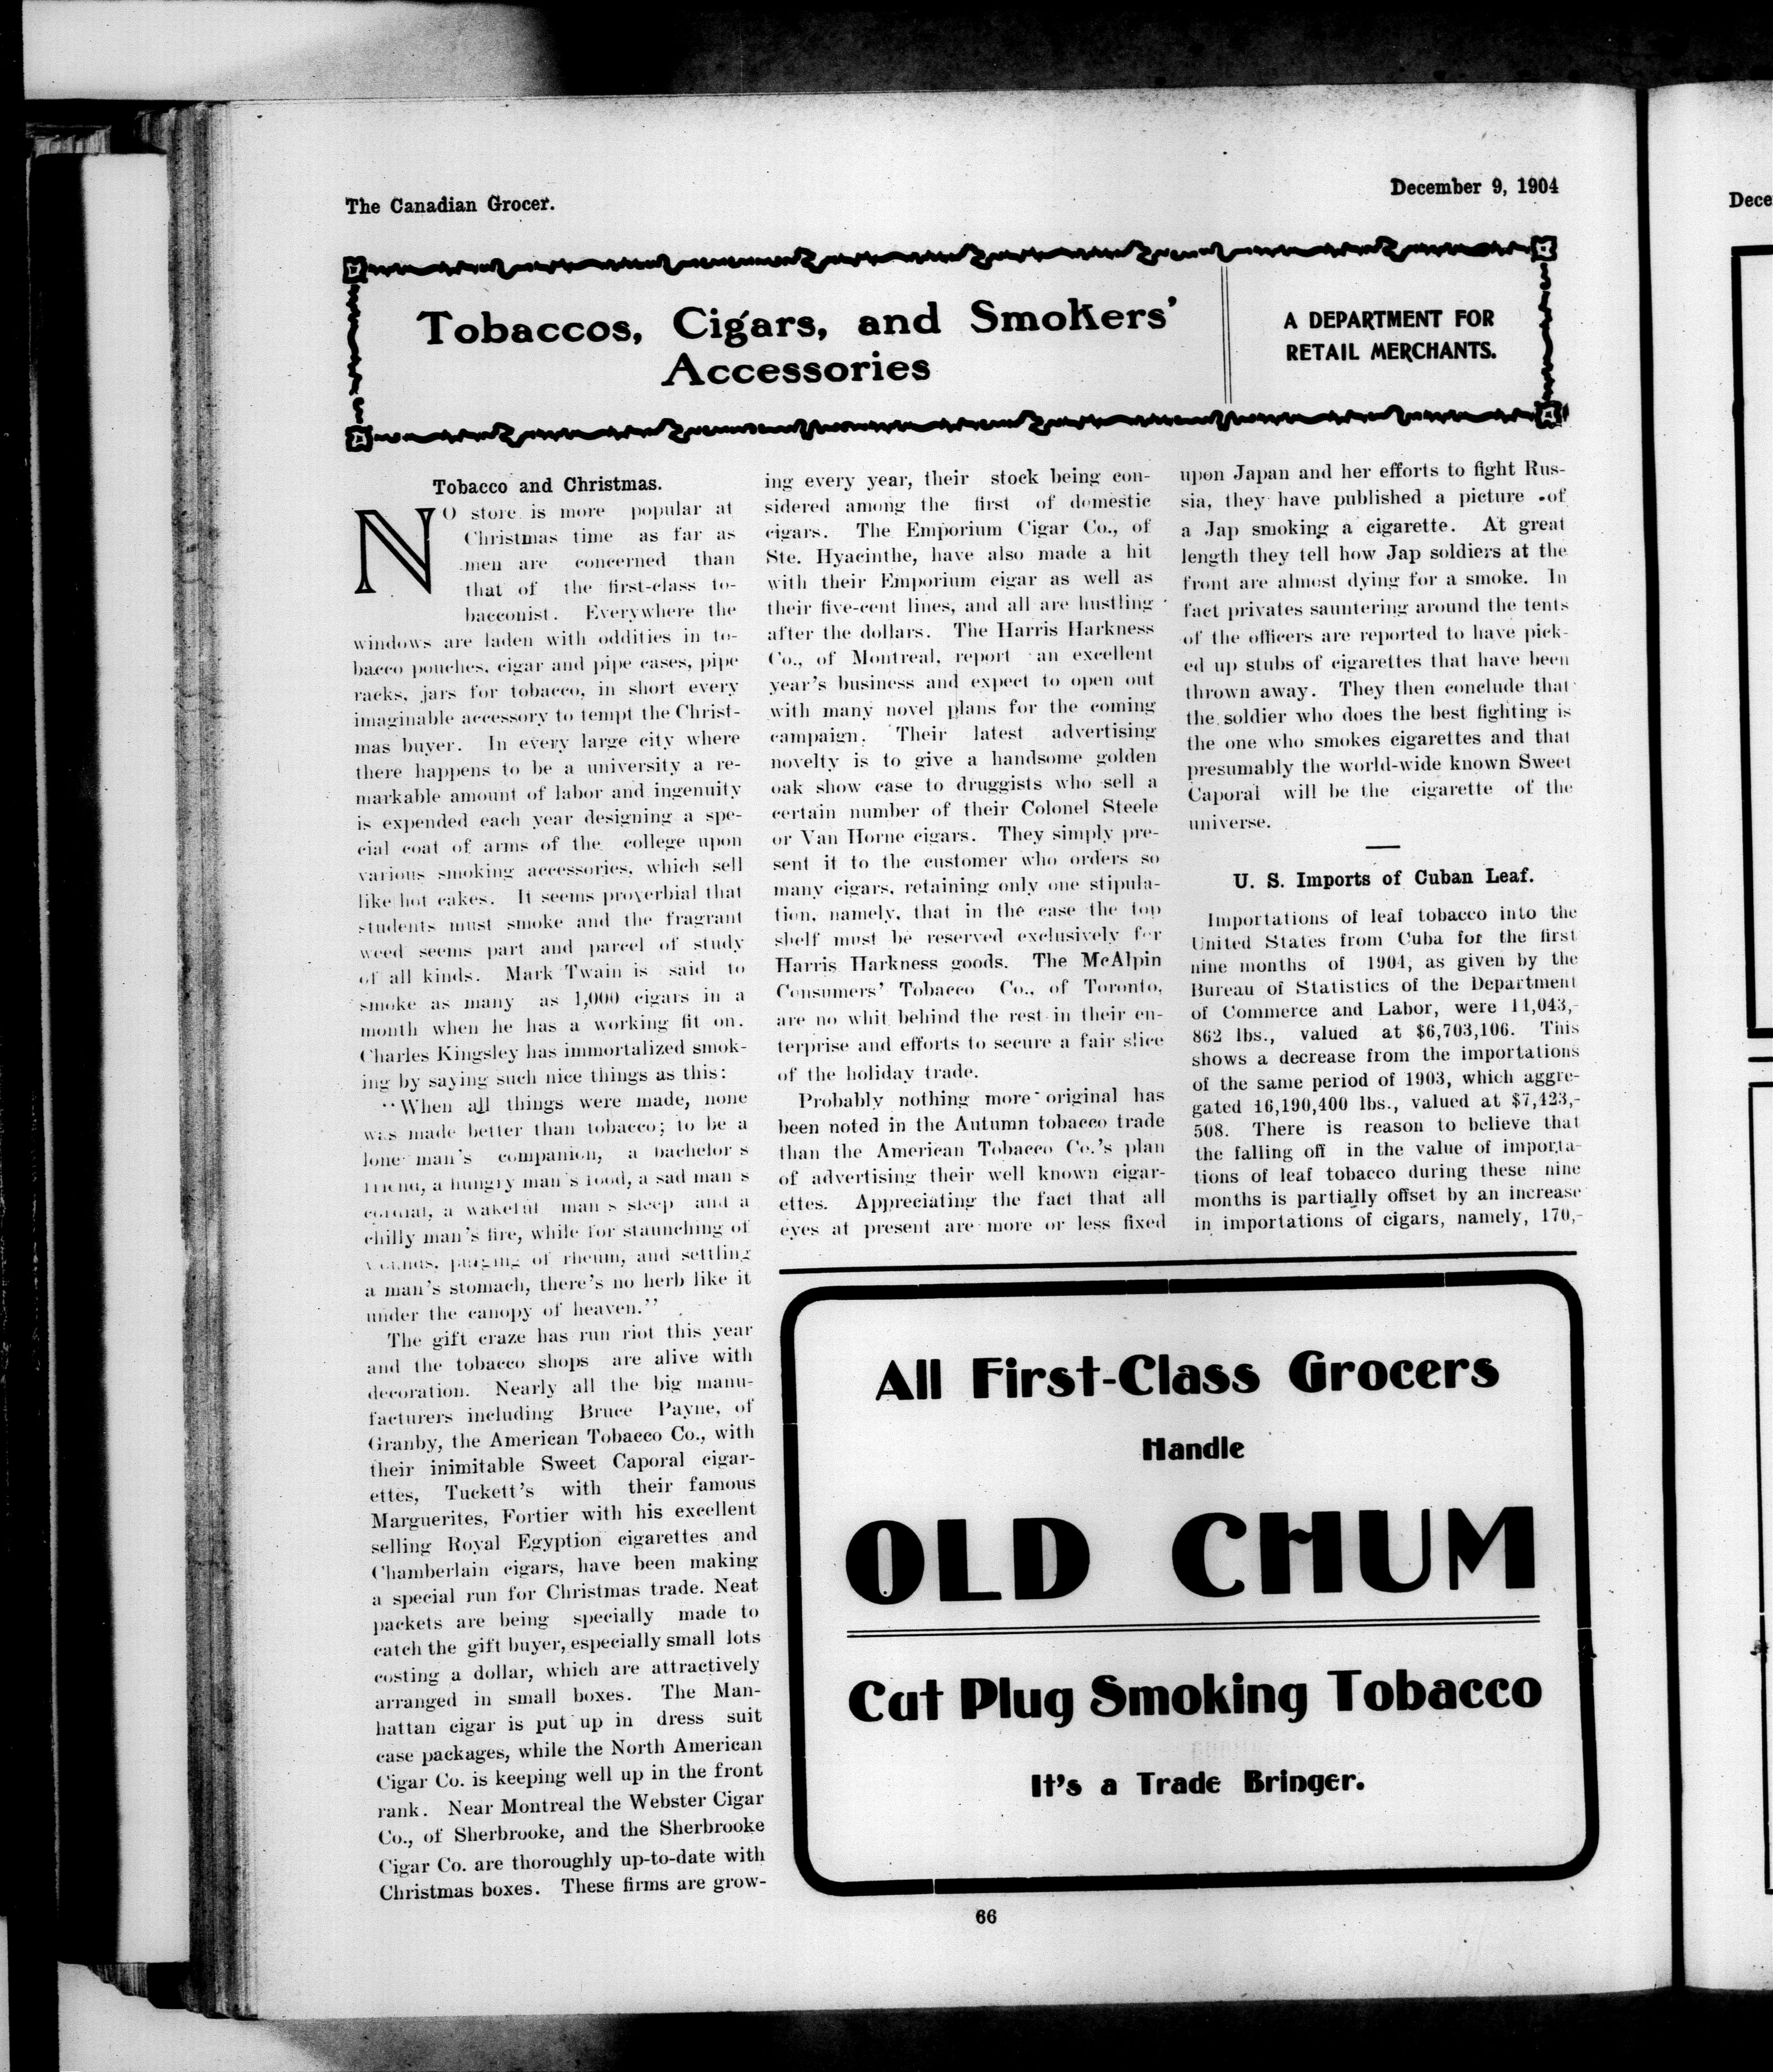 The Canadian Grocer.
December 9, 1904
Tobaccos, Cigars, and Smokers'
Accessories
A DEPARTMENT FOR
RETAIL MERCHANTS.
Tobacco and Christmas.
NO store is more popular at
Christmas time as far as
men are concerned than
that of the first-class to-
bacconist. Everywhere the
windows are laden with oddities in to-
bacco pouches, cigar and pipe cases, pipe
racks, jars for tobacco, in short every
imaginable accessory to tempt the Christ-
mas buyer. In every large city where
there happens to be a university a re-
markable amount of labor and ingenuity
is expended each year designing a spe-
cial coat of arms of the college upon
various smoking accessories, which sell
like hot cakes. It seems proverbial that
students must smoke and the fragrant
weed seems part and parcel of study
of all kinds. Mark Twain is said to
smoke as many as 1,000 cigars in a
month when he has a working fit on.
Charles Kingsley has immortalized smok-
ing by saying such nice things as this:
"When all things were made, none
was made better than tobacco; to be a
lone man's companion, a bachelor's
friend, a hungry man's food, a sad man's
cordial, a wakeful man's sleep and a
chilly man's fire, while for staunching of
wounds, purging of rheum, and settling
a man's stomach, there's no herb like it
under the canopy of heaven."
The gift craze has run riot this year
and the tobacco shops are alive with
decoration. Nearly all the big manu-
facturers including Bruce Payne, of
Granby, the American Tobacco Co., with
their inimitable Sweet Caporal cigar-
ettes, Tuckett's with their famous
Marguerites, Fortier with his excellent
selling Royal Egyption cigarettes and
Chamberlain cigars, have been making
a special run for Christmas trade. Neat
packets are being specially made to
catch the gift buyer, especially small lots
costing a dollar, which are attractively
arranged in small boxes. The Man-
hattan cigar is put up in dress suit
case packages, while the North American
Cigar Co. is keeping well up in the front
rank. Near Montreal the Webster Cigar
Co., of Sherbrooke, and the Sherbrooke
Cigar Co. are thoroughly up-to-date with
Christmas boxes. These firms are grow-
ing every year, their stock being con-
sidered among the first of domestic
cigars. The Emporium Cigar Co., of
Ste. Hyacinthe, have also made a hit
with their Emporium cigar as well as
their five-cent lines, and all are hustling
after the dollars. The Harris Harkness
Co., of Montreal, report an excellent
year's business and expect to open out
with many novel plans for the coming
campaign. Their latest advertising
novelty is to give a handsome golden
oak show case to druggists who sell a
certain number of their Colonel Steele
or Van Horne cigars. They simply pre-
sent it to the customer who orders so
many cigars, retaining only one stipula-
tion, namely, that in the case the top
shelf must be reserved exclusively for
Harris Harkness goods. The McAlpin
Consumers' Tobacco Co., of Toronto,
are no whit behind the rest in their en-
terprise and efforts to secure a fair slice
of the holiday trade.
Probably nothing more original has
been noted in the Autumn tobacco trade
than the American Tobacco Co.'s plan
of advertising their well known cigar-
ettes. Appreciating the fact that all
eyes at present are more or less fixed
upon Japan and her efforts to fight Rus-
sia, they have published a picture of
a Jap smoking a cigarette. At great
length they tell how Jap soldiers at the
front are almost dying for a smoke. In
fact privates sauntering around the tents
of the officers are reported to have pick-
ed up stubs of cigarettes that have been
thrown away. They then conclude that
the soldier who does the best fighting is
the one who smokes cigarettes and that
presumably the world-wide known Sweet
Caporal will be the cigarette of the
universe.
U. S. Imports of Cuban Leaf.
Importations of leaf tobacco into the
United States from Cuba for the first
nine months of 1904, as given by the
Bureau of Statistics of the Department
of Commerce and Labor, were 11,043,-
862 lbs., valued at $6,703,106. This
shows a decrease from the importations
of the same period of 1903, which aggre-
gated 16,190,400 lbs., valued at $7,423,-
508. There is reason to believe that
the falling off in the value of importa-
tions of leaf tobacco during these nine
months is partially offset by an increase
in importations of cigars, namely, 170,-
All First-Class Grocers
Handle
OLD CHUM
Cut Plug Smoking Tobacco
It's a Trade Bringer.
66
Dece